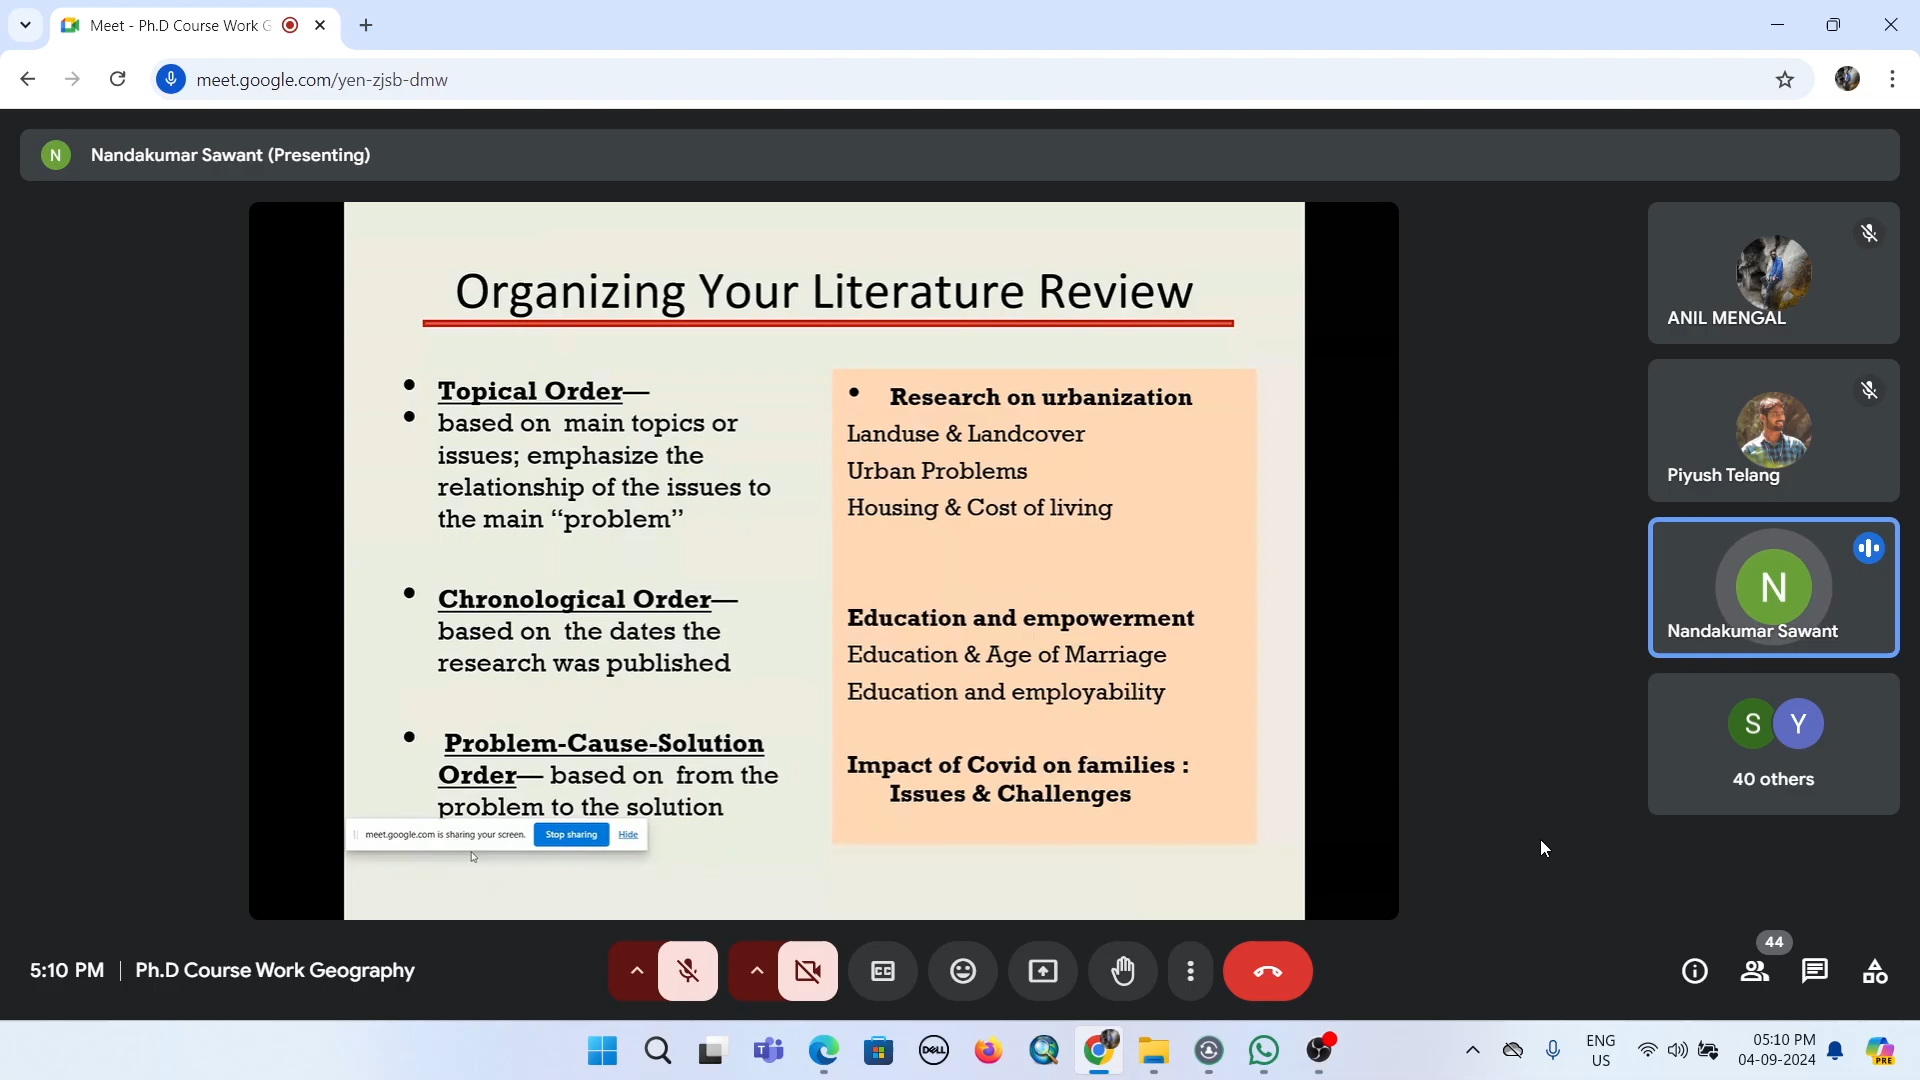 Meet - Ph.D Course Work G
meet.google.com/yen-zjsb-dmw
N Nandakumar Sawant (Presenting)
Organizing Your Literature Review
• Topical Order—
• based on main topics or
issues; emphasize the
relationship of the issues to
the main “problem”
• Chronological Order—
based on the dates the
research was published
• Problem-Cause-Solution
Order— based on from the
problem to the solution
• Research on urbanization
Landuse & Landcover
Urban Problems
Housing & Cost of living
Education and empowerment
Education & Age of Marriage
Education and employability
Impact of Covid on families :
Issues & Challenges
meet.google.com is sharing your screen. Stop sharing Hide
ANIL MENGAL
Piyush Telang
N
Nandakumar Sawant
S Y
40 others
5:10 PM | Ph.D Course Work Geography
44
DELL
ENG
US
05:10 PM
04-09-2024
PRE